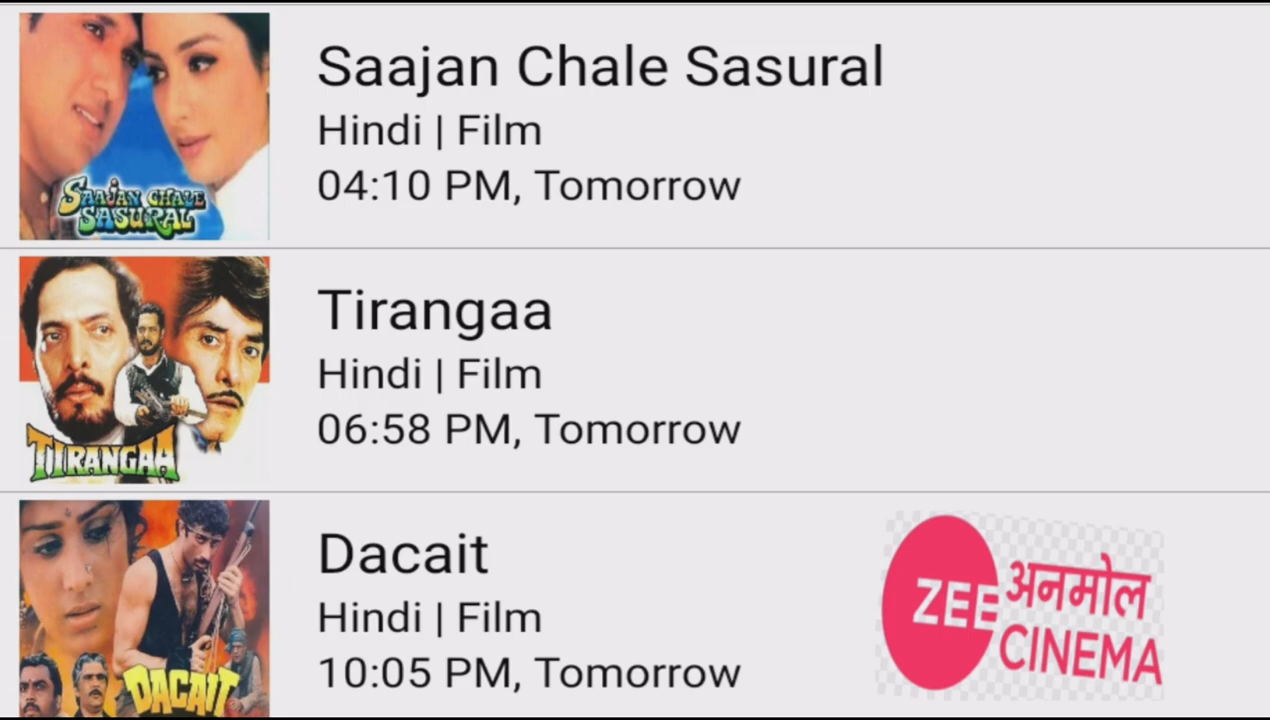 SAAJAN CHALE
SASURAL
Saajan Chale Sasural
Hindi | Film
04:10 PM, Tomorrow
TIRANGAA
Tirangaa
Hindi | Film
06:58 PM, Tomorrow
DACAIT
Dacait
Hindi | Film
10:05 PM, Tomorrow
ZEE अनमोल
CINEMA